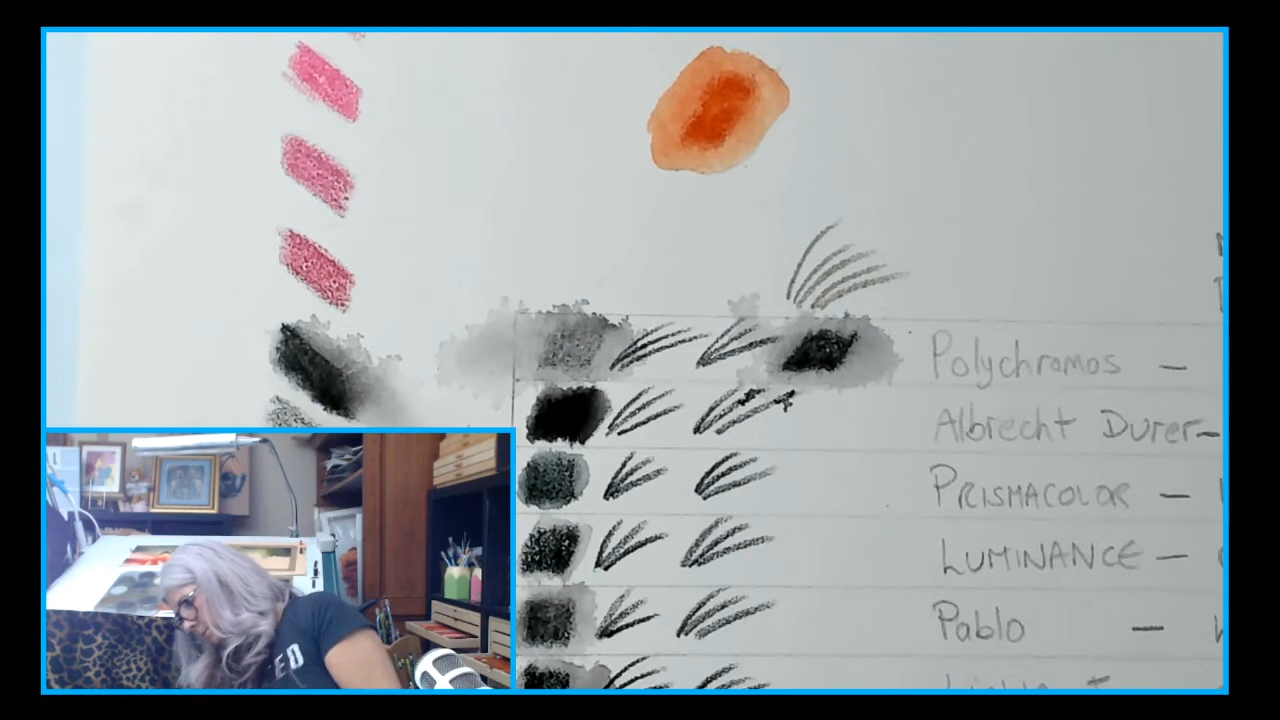 Polychromos -
Albrecht Durer-
PRISMACOLOR -
LUMINANCE -
Pablo -